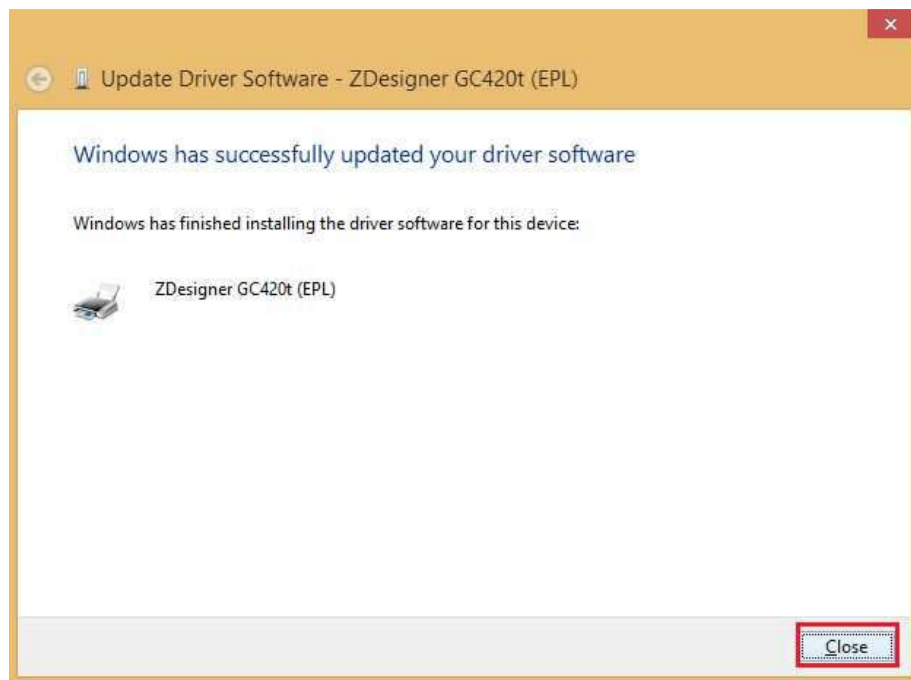 Update Driver Software - ZDesigner GC420t (EPL)
Windows has successfully updated your driver software
Windows has finished installing the driver software for this device:
ZDesigner GC420t (EPL)
Close